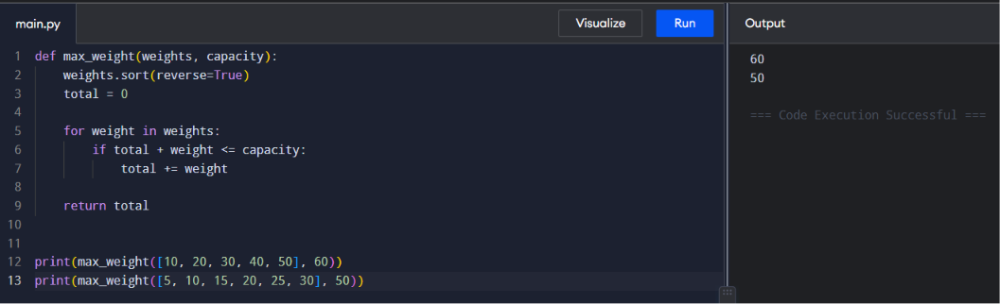 main.py
Visualize
Run
Output
1 def max_weight(weights, capacity):
2     weights.sort(reverse=True)
3     total = 0
4
5     for weight in weights:
6         if total + weight <= capacity:
7             total += weight
8
9     return total
10
11
12 print(max_weight([10, 20, 30, 40, 50], 60))
13 print(max_weight([5, 10, 15, 20, 25, 30], 50))
60
50
=== Code Execution Successful ===